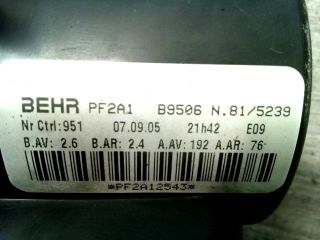 BEHR PF2A1 B9506 N.81/5239
Nr Ctrl:951 07.09.05 21h42 E09
B.AV: 2.6 B.AR: 2.4 A.AV: 192 A.AR: 76
*PF2A12543*